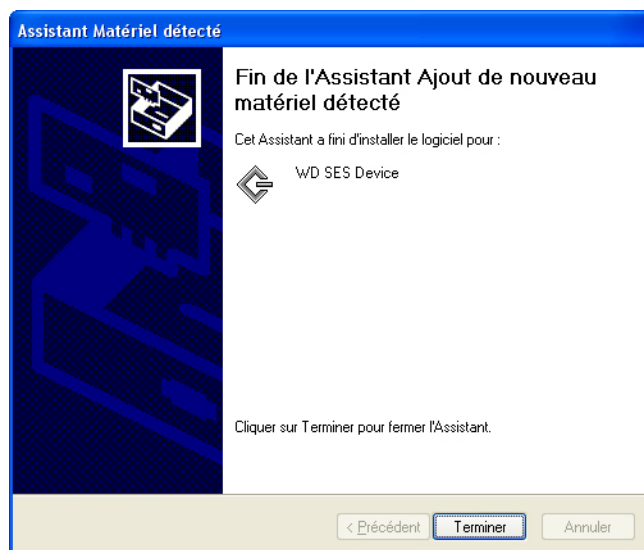 Assistant Matériel détecté
Fin de l'Assistant Ajout de nouveau
matériel détecté
Cet Assistant a fini d'installer le logiciel pour :
WD SES Device
Cliquer sur Terminer pour fermer l'Assistant.
< Précédent Terminer Annuler